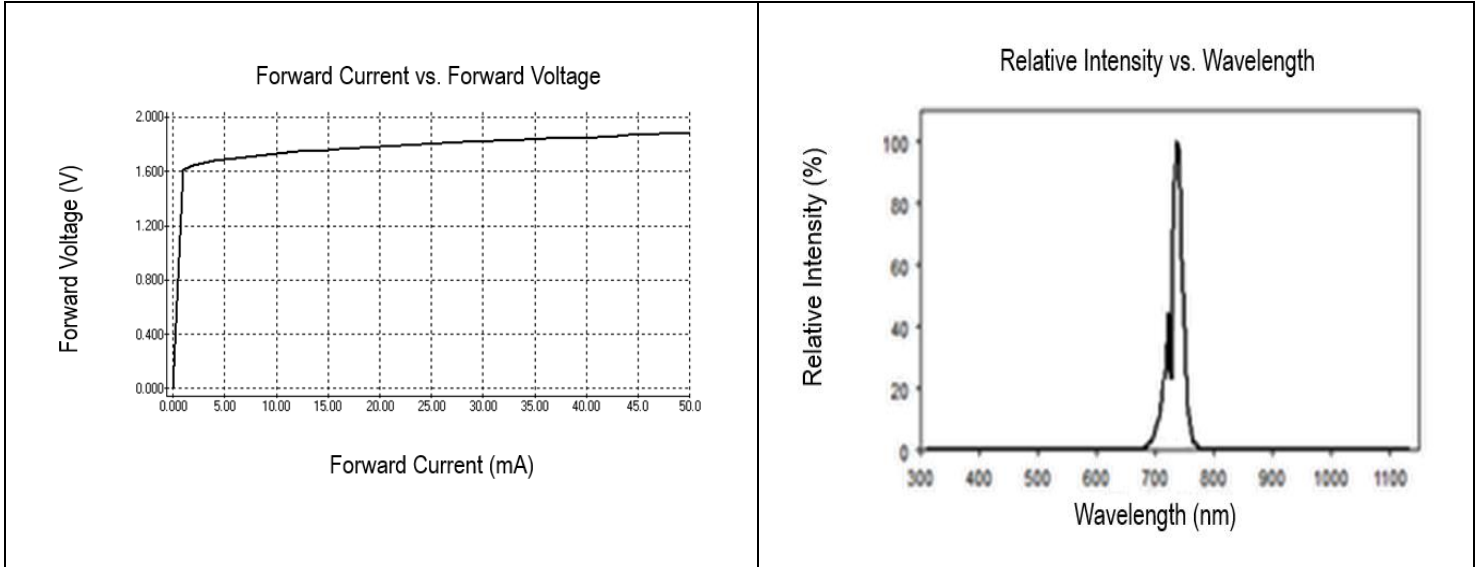 Forward Current vs. Forward Voltage
2.000
1.600
1.200
0.800
0.400
0.000
0.000 5.00 10.00 15.00 20.00 25.00 30.00 35.00 40.00 45.0 50.0
Forward Voltage (V)
Forward Current (mA)
Relative Intensity vs. Wavelength
100
80
60
40
20
0
300 400 500 600 700 800 900 1000 1100
Relative Intensity (%)
Wavelength (nm)